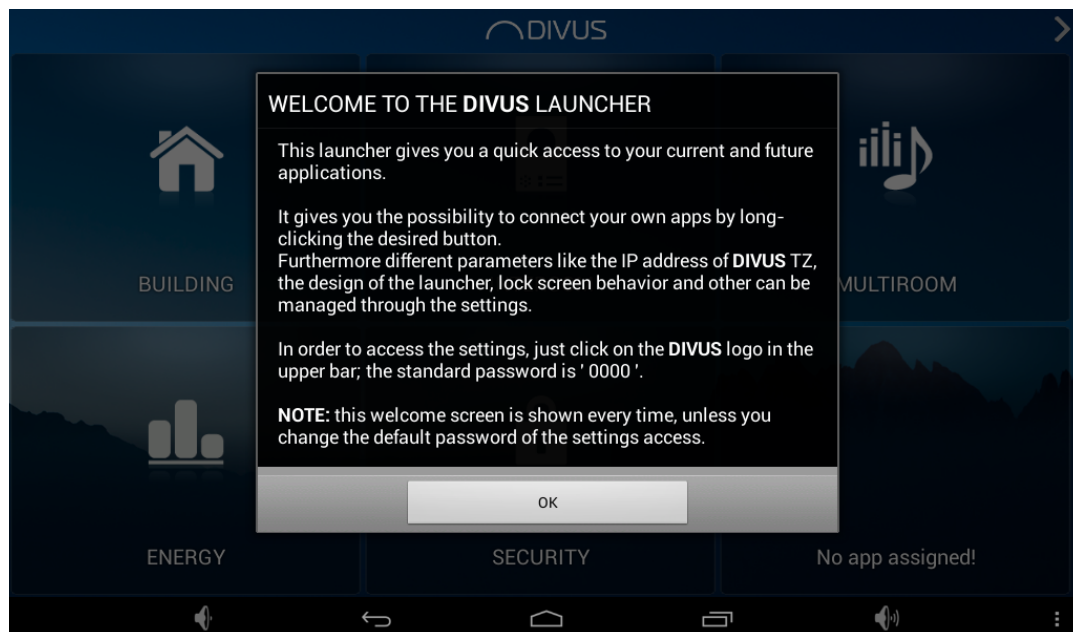 DIVUS
WELCOME TO THE DIVUS LAUNCHER
This launcher gives you a quick access to your current and future
applications.
It gives you the possibility to connect your own apps by long-
clicking the desired button.
Furthermore different parameters like the IP address of DIVUS TZ,
the design of the launcher, lock screen behavior and other can be
managed through the settings.
In order to access the settings, just click on the DIVUS logo in the
upper bar; the standard password is ' 0000 '.
NOTE: this welcome screen is shown every time, unless you
change the default password of the settings access.
OK
BUILDING
MULTIROOM
ENERGY
SECURITY
No app assigned!